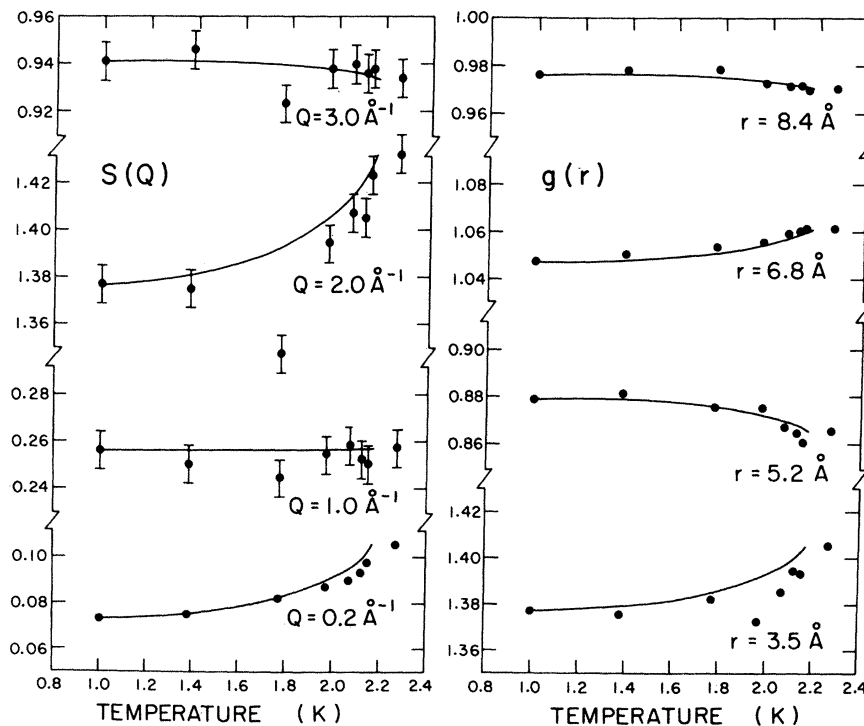 0.96
0.94
0.92
Q = 3.0 Å⁻¹
S(Q)
1.42
1.40
1.38
1.36
Q = 2.0 Å⁻¹
0.26
0.24
Q = 1.0 Å⁻¹
0.10
0.08
0.06
Q = 0.2 Å⁻¹
0.8 1.0 1.2 1.4 1.6 1.8 2.0 2.2 2.4
TEMPERATURE (K)
1.00
0.98
0.96
r = 8.4 Å
g(r)
1.06
1.04
r = 6.8 Å
0.90
0.88
0.86
r = 5.2 Å
1.42
1.40
1.38
1.36
r = 3.5 Å
0.8 1.0 1.2 1.4 1.6 1.8 2.0 2.2 2.4
TEMPERATURE (K)